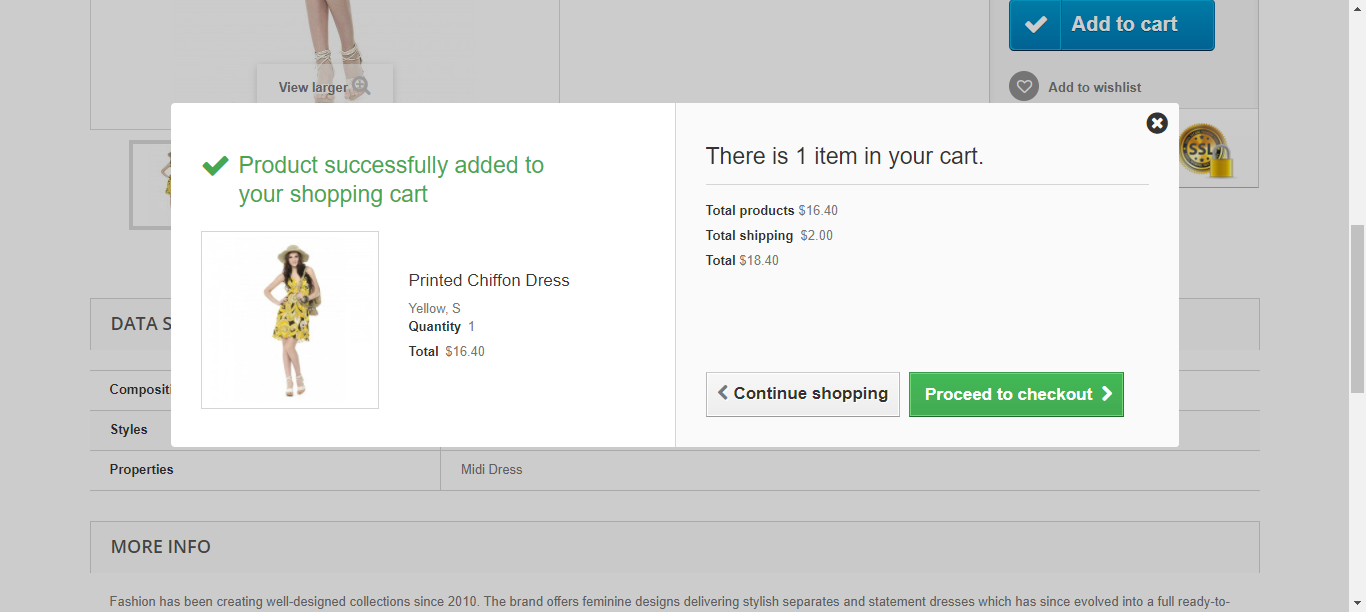 Add to cart
View larger
Add to wishlist
SSL
Product successfully added to
your shopping cart
Printed Chiffon Dress
Yellow, S
Quantity 1
Total $16.40
There is 1 item in your cart.
Total products $16.40
Total shipping $2.00
Total $18.40
Continue shopping
Proceed to checkout
DATA S
Compositi
Styles
Properties Midi Dress
MORE INFO
Fashion has been creating well-designed collections since 2010. The brand offers feminine designs delivering stylish separates and statement dresses which has since evolved into a full ready-to-